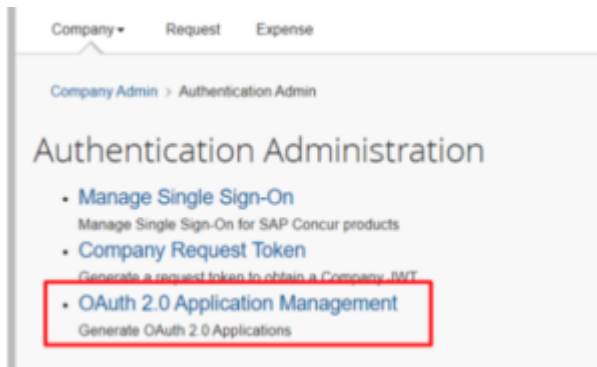 Company Request Expense
Company Admin > Authentication Admin
Authentication Administration
• Manage Single Sign-On
Manage Single Sign-On for SAP Concur products
• Company Request Token
Generate a request token to obtain a Company JWT
• OAuth 2.0 Application Management
Generate OAuth 2.0 Applications